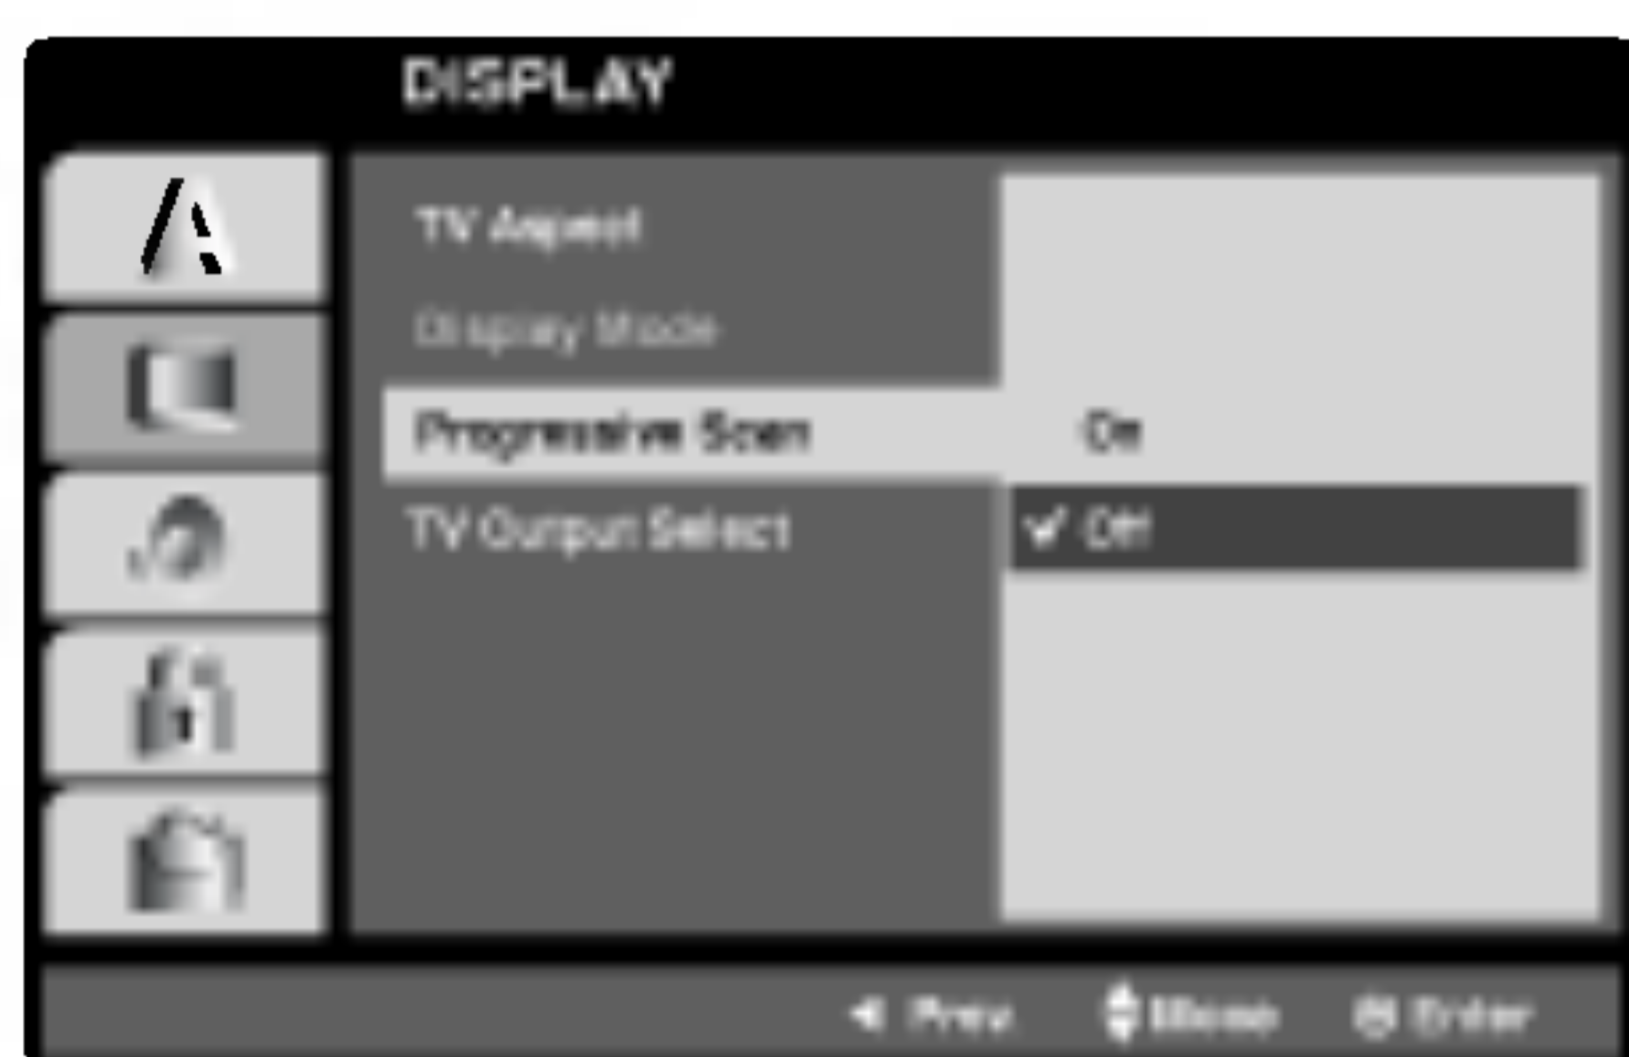 DISPLAY
TV Aspect
Display Mode
Progressive Scan
On
TV Output Select
✔ Off
◄ Prev. Move Enter